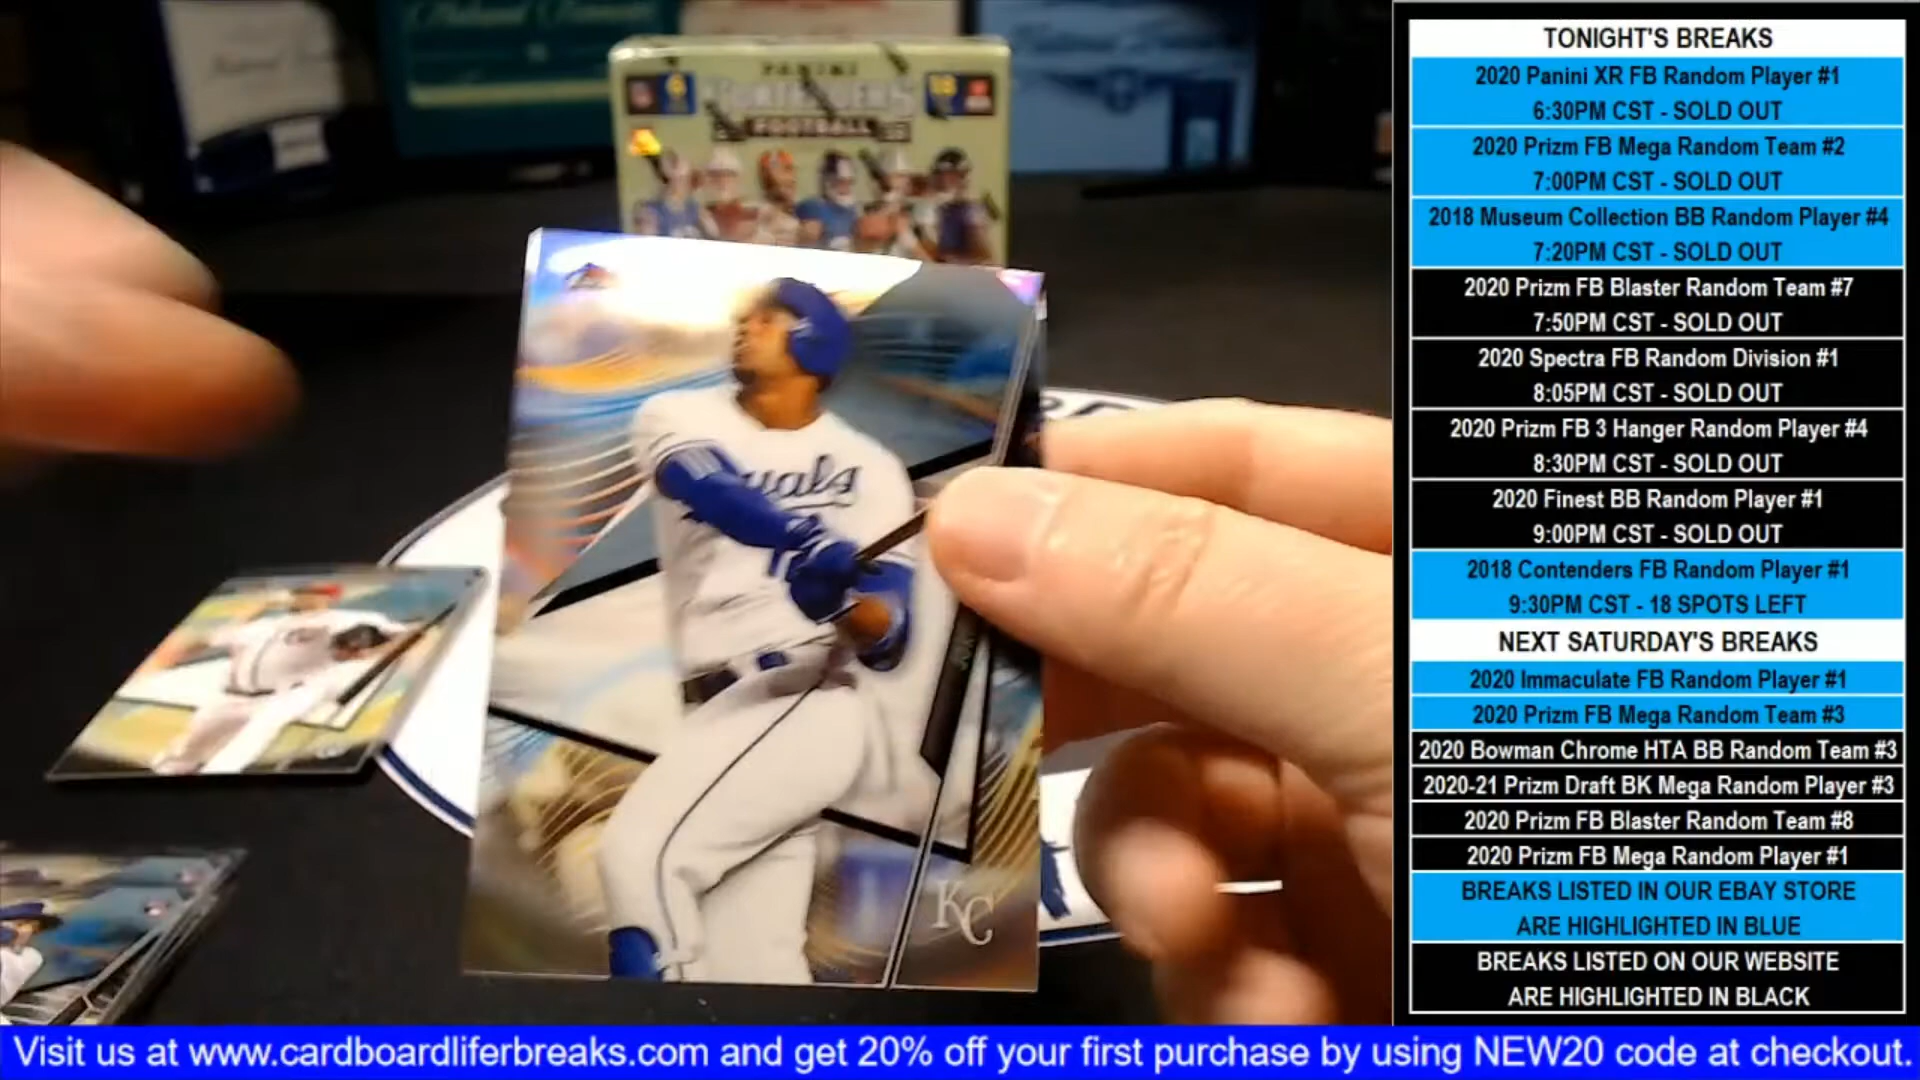 PANINI
FOOTBALL
uals
KC
TONIGHT'S BREAKS
2020 Panini XR FB Random Player #1
6:30PM CST - SOLD OUT
2020 Prizm FB Mega Random Team #2
7:00PM CST - SOLD OUT
2018 Museum Collection BB Random Player #4
7:20PM CST - SOLD OUT
2020 Prizm FB Blaster Random Team #7
7:50PM CST - SOLD OUT
2020 Spectra FB Random Division #1
8:05PM CST - SOLD OUT
2020 Prizm FB 3 Hanger Random Player #4
8:30PM CST - SOLD OUT
2020 Finest BB Random Player #1
9:00PM CST - SOLD OUT
2018 Contenders FB Random Player #1
9:30PM CST - 18 SPOTS LEFT
NEXT SATURDAY'S BREAKS
2020 Immaculate FB Random Player #1
2020 Prizm FB Mega Random Team #3
2020 Bowman Chrome HTA BB Random Team #3
2020-21 Prizm Draft BK Mega Random Player #3
2020 Prizm FB Blaster Random Team #8
2020 Prizm FB Mega Random Player #1
BREAKS LISTED IN OUR EBAY STORE
ARE HIGHLIGHTED IN BLUE
BREAKS LISTED ON OUR WEBSITE
ARE HIGHLIGHTED IN BLACK
Visit us at www.cardboardliferbreaks.com and get 20% off your first purchase by using NEW20 code at checkout.